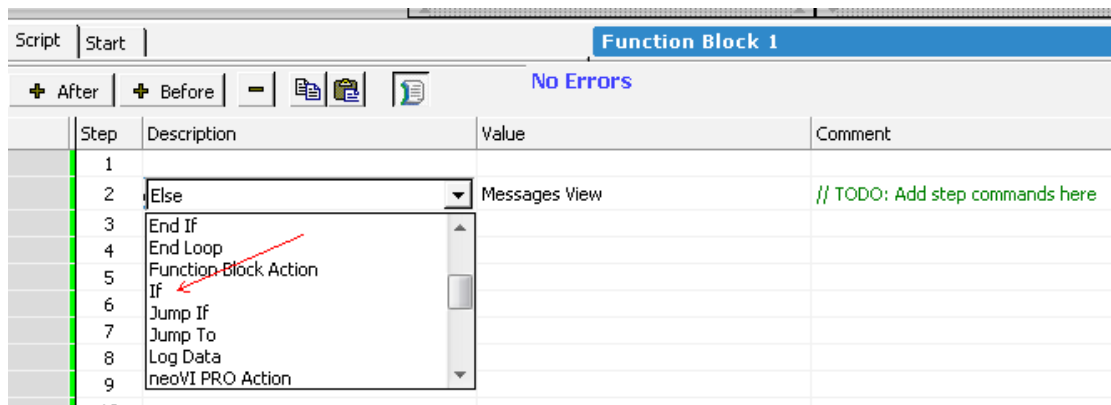 Script Start Function Block 1
+ After + Before − No Errors
Step Description Value Comment
1
2 Else Messages View // TODO: Add step commands here
3 End If
4 End Loop
5 Function Block Action
If
6 Jump If
7 Jump To
8 Log Data
9 neoVI PRO Action